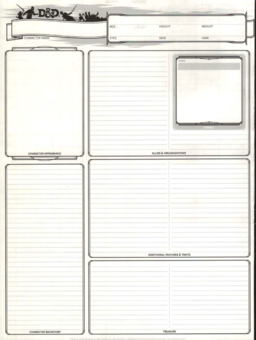 D&D
CHARACTER NAME
AGE HEIGHT WEIGHT
EYES SKIN HAIR
NAME
CHARACTER APPEARANCE
ALLIES & ORGANIZATIONS
ADDITIONAL FEATURES & TRAITS
CHARACTER BACKSTORY
TREASURE